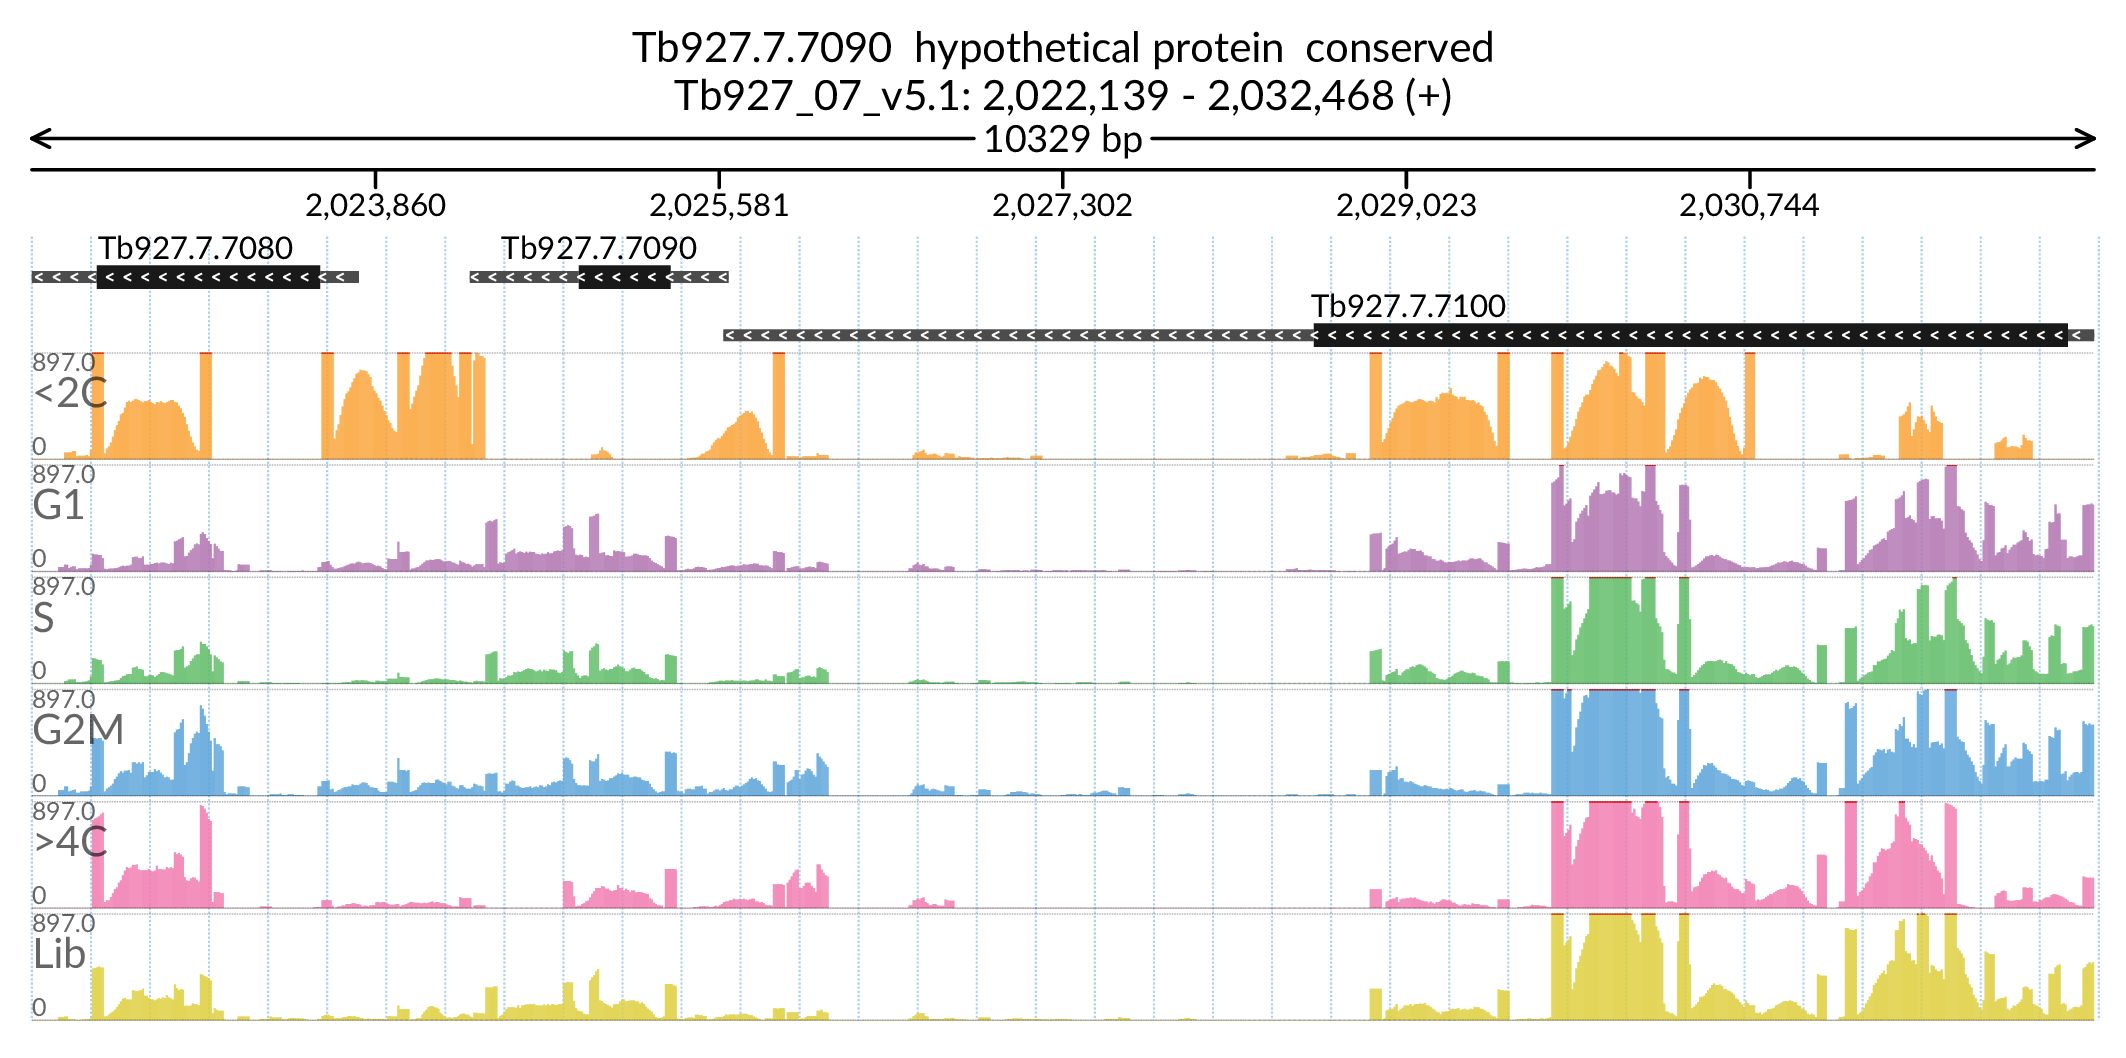 Tb927.7.7090  hypothetical protein  conserved
Tb927_07_v5.1: 2,022,139 - 2,032,468 (+)
10329 bp
2,023,860 2,025,581 2,027,302 2,029,023 2,030,744
Tb927.7.7080 Tb927.7.7090
Tb927.7.7100
897.0
<2C
0
897.0
G1
0
897.0
S
0
897.0
G2M
0
897.0
>4C
0
897.0
Lib
0